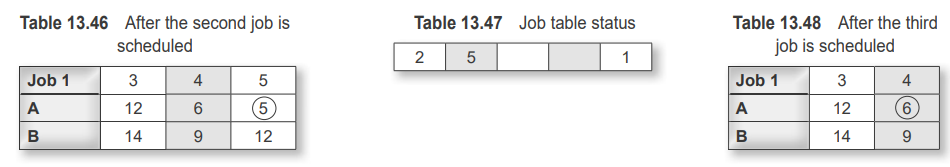 Table 13.46 After the second job is
scheduled
Job 1 3 4 5
A 12 6 5
B 14 9 12
Table 13.47 Job table status
2 5 1
Table 13.48 After the third
job is scheduled
Job 1 3 4
A 12 6
B 14 9